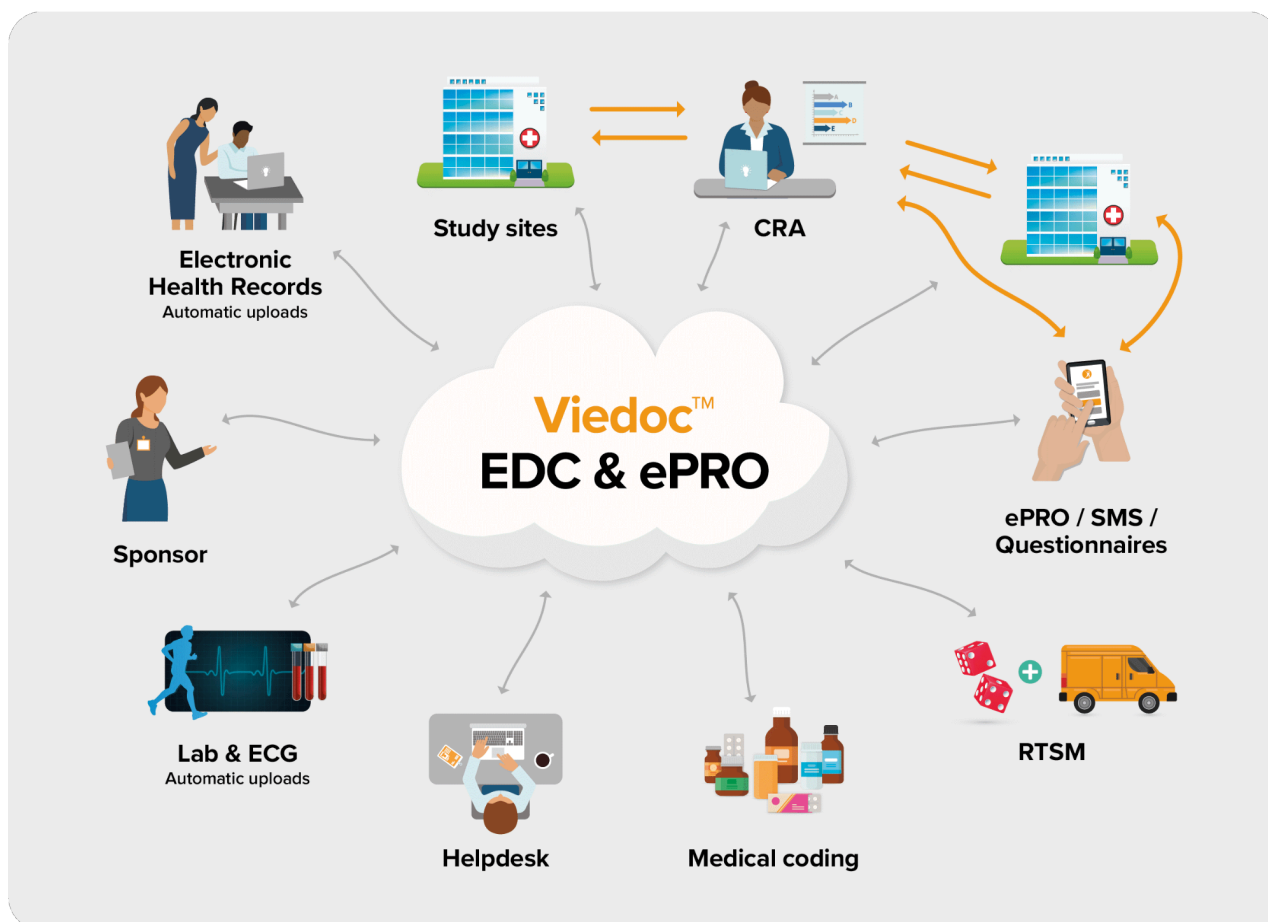 Study sites
CRA
A
B
C
D
E
Electronic
Health Records
Automatic uploads
Viedoc™
EDC & ePRO
Sponsor
ePRO / SMS /
Questionnaires
Lab & ECG
Automatic uploads
Helpdesk
Medical coding
RTSM